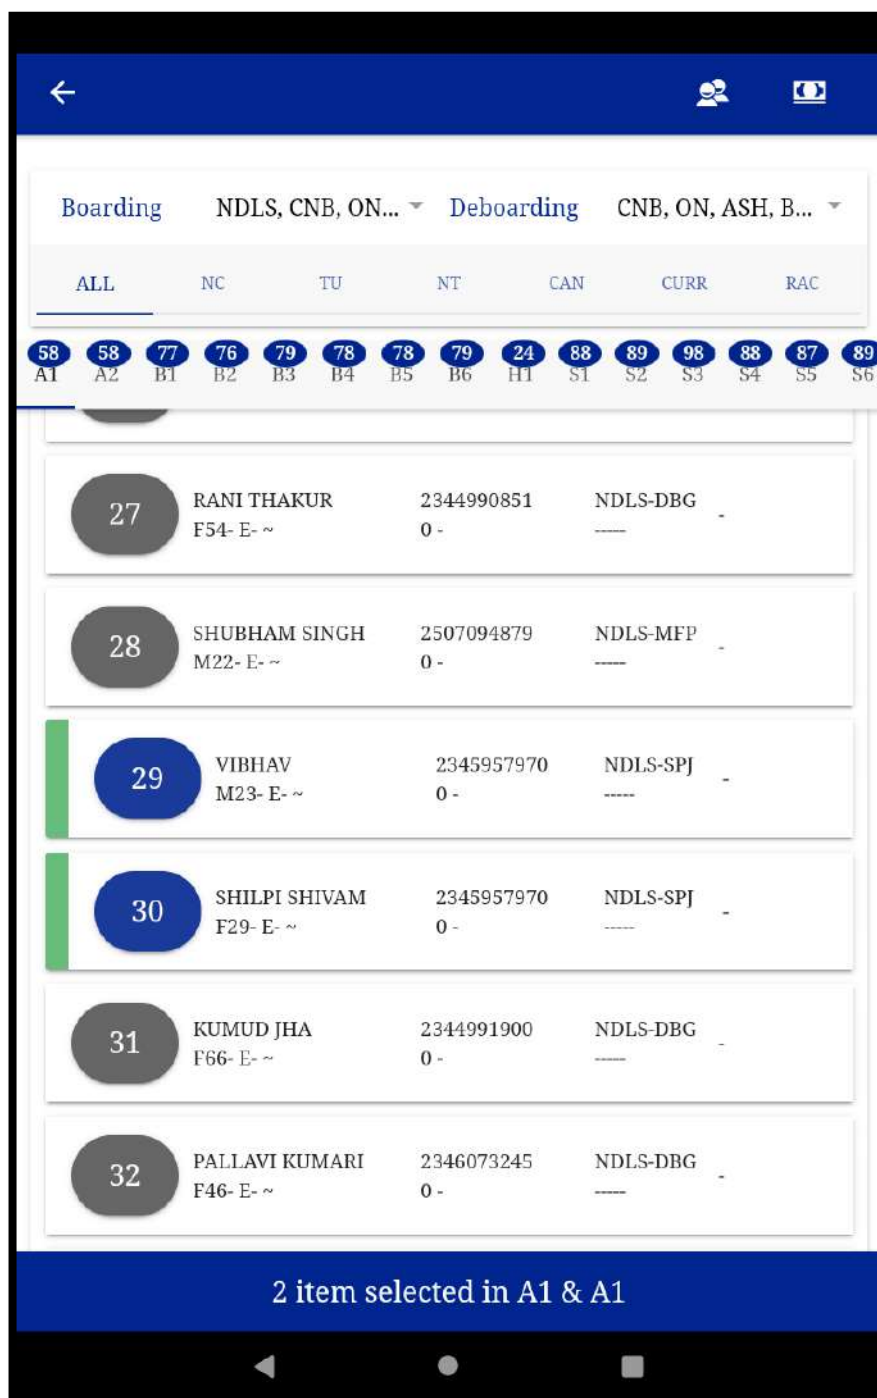 Boarding NDLS, CNB, ON... Deboarding CNB, ON, ASH, B...
ALL NC TU NT CAN CURR RAC
58 58 77 76 79 78 78 79 24 88 89 98 88 87 89
A1 A2 B1 B2 B3 B4 B5 B6 H1 S1 S2 S3 S4 S5 S6
27 RANI THAKUR 2344990851 NDLS-DBG -
F54- E- ~ 0 - -----
28 SHUBHAM SINGH 2507094879 NDLS-MFP -
M22- E- ~ 0 - -----
29 VIBHAV 2345957970 NDLS-SPJ -
M23- E- ~ 0 - -----
30 SHILPI SHIVAM 2345957970 NDLS-SPJ -
F29- E- ~ 0 - -----
31 KUMUD JHA 2344991900 NDLS-DBG -
F66- E- ~ 0 - -----
32 PALLAVI KUMARI 2346073245 NDLS-DBG -
F46- E- ~ 0 - -----
2 item selected in A1 & A1